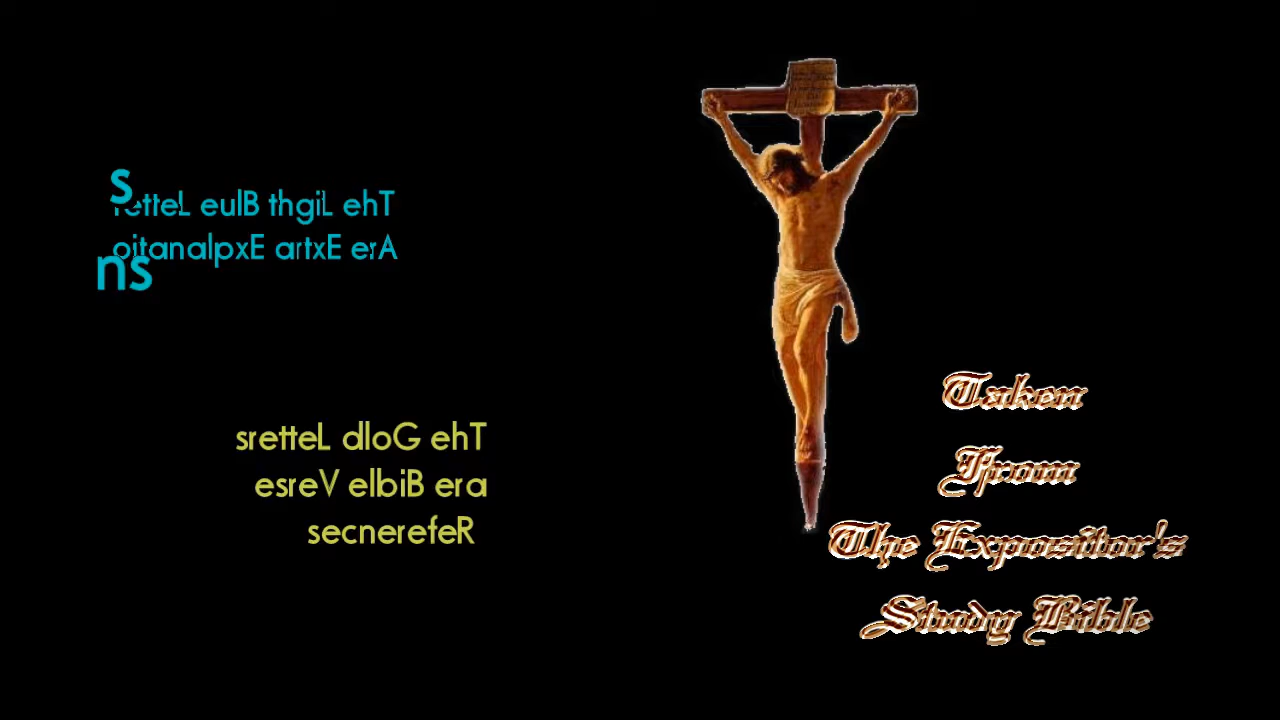 s
retteL eulB thgiL ehT
oitanalpxE artxE erA
ns
sretteL dloG ehT
esreV elbiB era
secnerefeR
Taken
From
The Expositor's
Study Bible